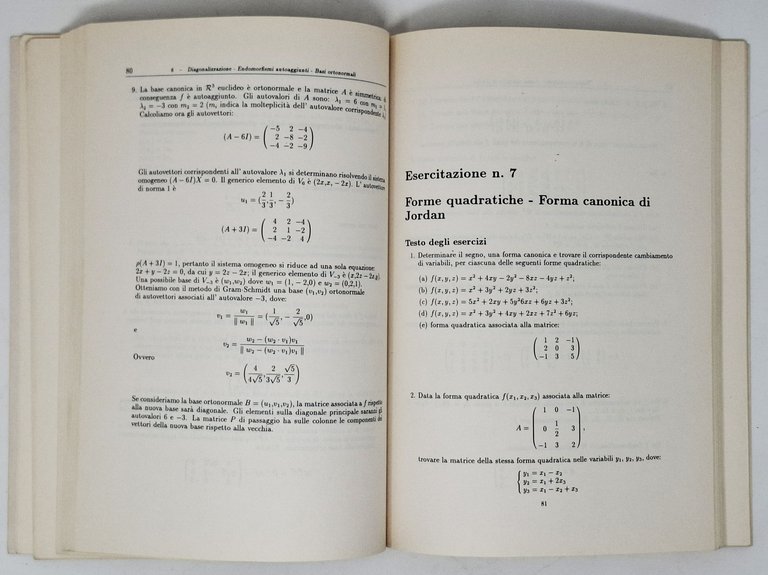 80
6 - Diagonalizzazione - Endomorfismi autoaggiunti - Basi ortonormali
9. La base canonica in R³ euclideo è ortonormale e la matrice A è simmetrica, di
conseguenza f è autoaggiunto. Gli autovalori di A sono: λ₁ = 6 con m₁ =
λ₂ = −3 con m₂ = 2 (mᵢ indica la molteplicità dell' autovalore corrispondente
Calcoliamo ora gli autovettori:
(A − 6I) = ( −5 2 −4
2 −8 −2
−4 −2 −9 )
Gli autovettori corrispondenti all' autovalore λ₁ si determinano risolvendo il sistema
omogeneo (A − 6I)X = 0. Il generico elemento di V₆ è (2x,x, − 2x). L' autovettore
di norma 1 è
u₁ = (2/3, 1/3, − 2/3)
(A + 3I) = ( 4 2 −4
2 1 −2
−4 −2 4 )
ρ(A + 3I) = 1, pertanto il sistema omogeneo si riduce ad una sola equazione:
2x + y − 2z = 0, da cui y = 2z − 2x; il generico elemento di V₋₃ è (x,2z − 2x,z)
Una possibile base di V₋₃ è (w₁,w₂) dove w₁ = (1, − 2,0) e w₂ = (0,2,1).
Otteniamo con il metodo di Gram-Schmidt una base (v₁,v₂) ortonormale
di autovettori associati all' autovalore −3, dove:
v₁ = w₁ / ‖ w₁ ‖ = (1/√5, − 2/√5, 0)
e
v₂ = w₂ − (w₂ · v₁)v₁ / ‖ w₂ − (w₂ · v₁)v₁ ‖
Ovvero
v₂ = (4/4√5, 2/3√5, √5/3)
Se consideriamo la base ortonormale B = (u₁,v₁,v₂), la matrice associata a f rispetto
alla nuova base sarà diagonale. Gli elementi sulla diagonale principale saranno gli
autovalori 6 e −3. La matrice P di passaggio ha sulle colonne le componenti dei
vettori della nuova base rispetto alla vecchia.
Esercitazione n. 7
Forme quadratiche - Forma canonica di
Jordan
Testo degli esercizi
1. Determinare il segno, una forma canonica e trovare il corrispondente cambiamento
di variabili, per ciascuna delle seguenti forme quadratiche:
(a) f(x, y, z) = x² + 4xy − 2y² − 8xz − 4yz + z²;
(b) f(x, y, z) = x² + 3y² + 2yz + 3z²;
(c) f(x, y, z) = 5x² + 2xy + 5y²6xz + 6yz + 3z²;
(d) f(x, y, z) = x² + 3y² + 4xy + 2xz + 7z² + 6yz;
(e) forma quadratica associata alla matrice:
( 1 2 −1
2 0 3
−1 3 5 )
2. Data la forma quadratica f(x₁, x₂, x₃) associata alla matrice:
A = ( 1 0 −1
0 1/2 3
−1 3 2 ),
trovare la matrice della stessa forma quadratica nelle variabili y₁, y₂, y₃, dove:
{ y₁ = x₁ − x₂
y₂ = x₁ + 2x₃
y₃ = x₁ − x₂ + x₃
81